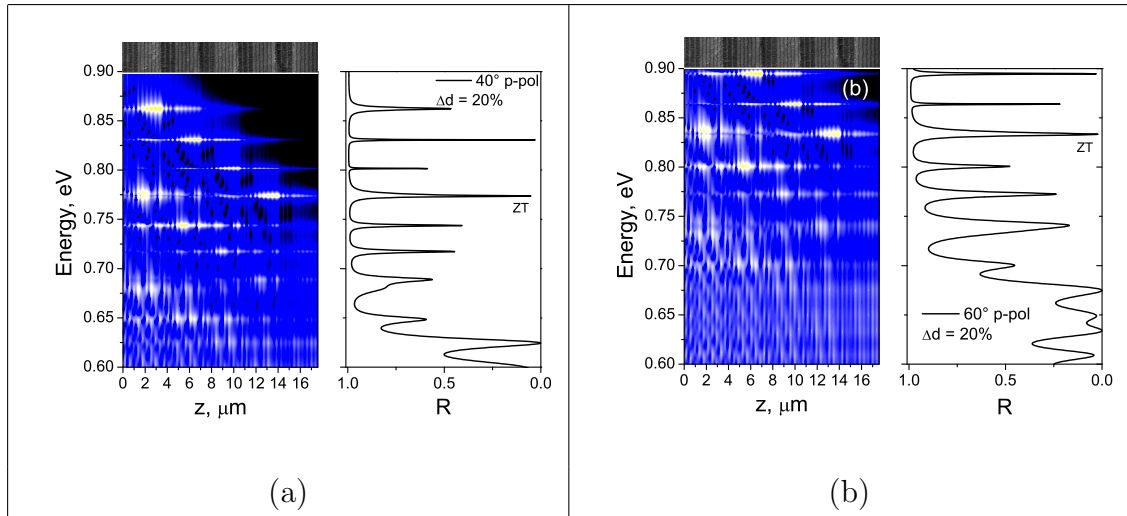 0.90
0.85
0.80
0.75
0.70
0.65
0.60
Energy, eV
0 2 4 6 8 10 12 14 16
z, μm
40° p-pol
Δd = 20%
ZT
1.0 0.5 0.0
R
(a)
0.90
0.85
0.80
0.75
0.70
0.65
0.60
Energy, eV
(b)
0 2 4 6 8 10 12 14 16
z, μm
ZT
60° p-pol
Δd = 20%
1.0 0.5 0.0
R
(b)